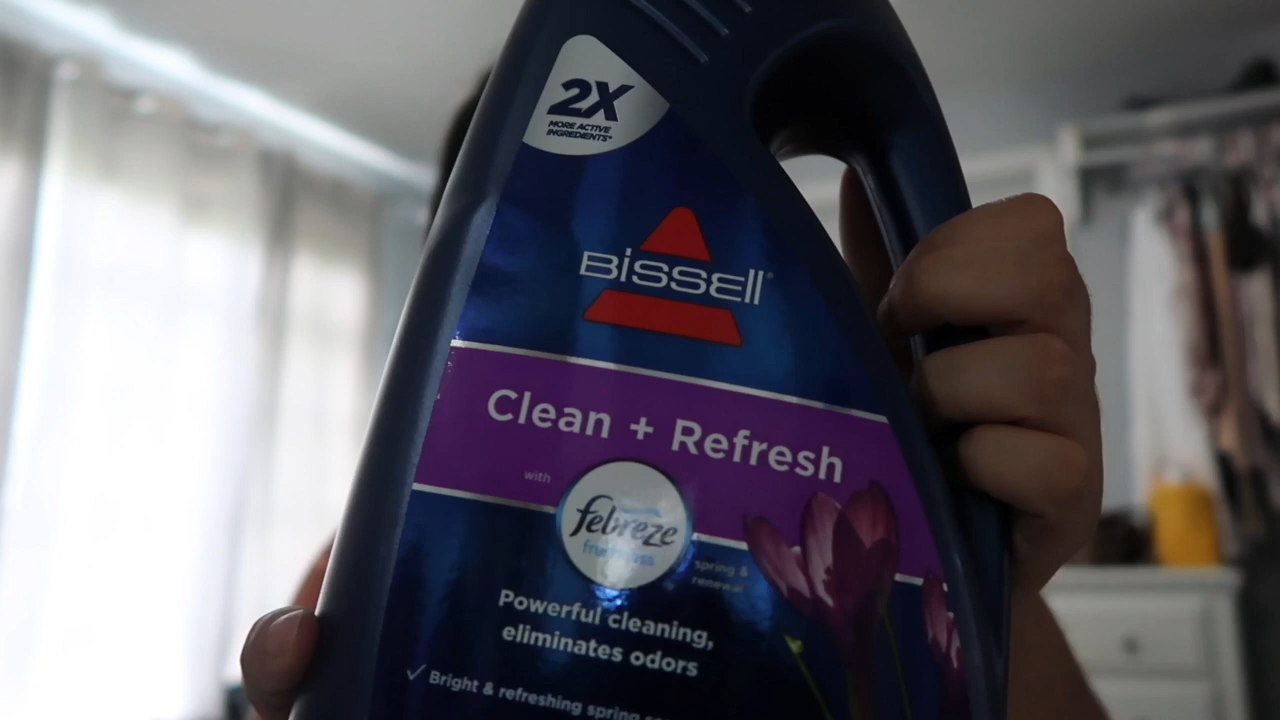 2X
MORE ACTIVE
INGREDIENTS*
BISSELL®
Clean + Refresh
with
febreze
spring &
renewal
Powerful cleaning,
eliminates odors
✓ Bright & refreshing spring